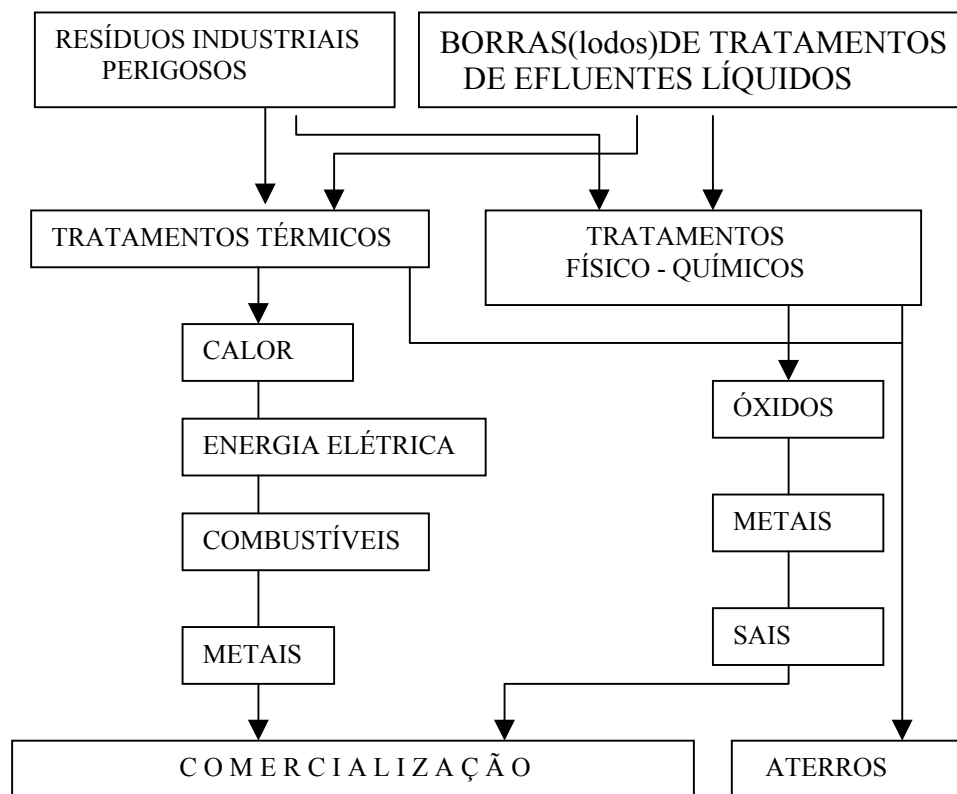 RESÍDUOS INDUSTRIAIS
PERIGOSOS
BORRAS(lodos)DE TRATAMENTOS
DE EFLUENTES LÍQUIDOS
TRATAMENTOS TÉRMICOS
TRATAMENTOS
FÍSICO - QUÍMICOS
CALOR
ÓXIDOS
ENERGIA ELÉTRICA
METAIS
COMBUSTÍVEIS
SAIS
METAIS
C O M E R C I A L I Z A Ç Ã O
ATERROS